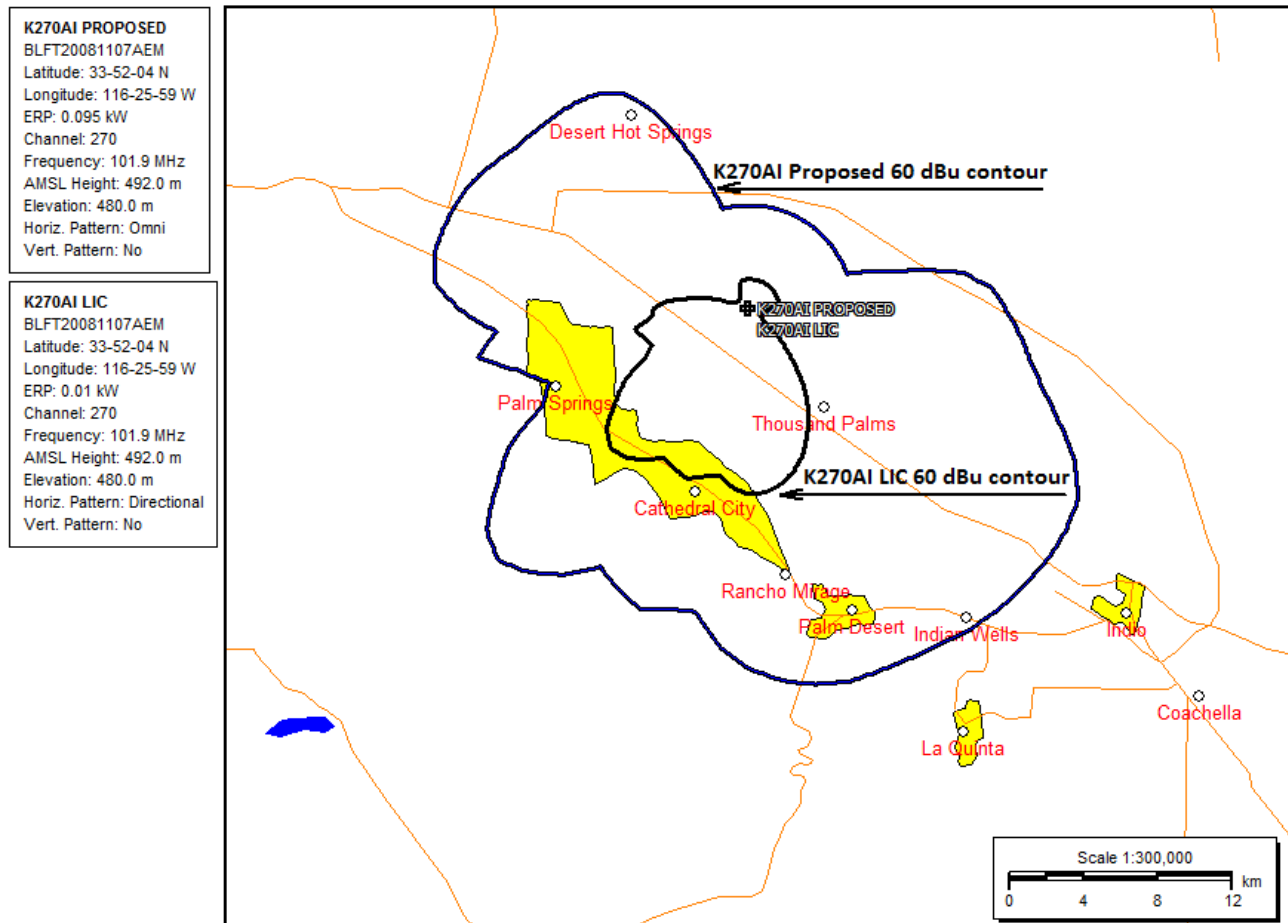 K270AI PROPOSED
BLFT20081107AEM
Latitude: 33-52-04 N
Longitude: 116-25-59 W
ERP: 0.095 kW
Channel: 270
Frequency: 101.9 MHz
AMSL Height: 492.0 m
Elevation: 480.0 m
Horiz. Pattern: Omni
Vert. Pattern: No
K270AI LIC
BLFT20081107AEM
Latitude: 33-52-04 N
Longitude: 116-25-59 W
ERP: 0.01 kW
Channel: 270
Frequency: 101.9 MHz
AMSL Height: 492.0 m
Elevation: 480.0 m
Horiz. Pattern: Directional
Vert. Pattern: No
Desert Hot Springs
K270AI Proposed 60 dBu contour
K270AI PROPOSED
K270AI LIC
Palm Springs
Thousand Palms
K270AI LIC 60 dBu contour
Cathedral City
Rancho Mirage
Palm Desert
Indian Wells
Indio
Coachella
La Quinta
Scale 1:300,000
km
0 4 8 12